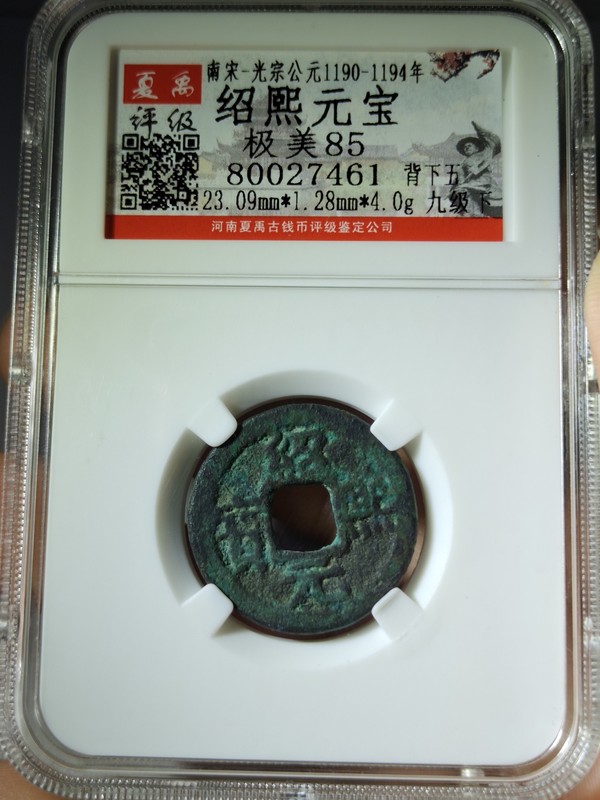 夏禹
评级
南宋-光宗公元1190-1194年
绍熙元宝
极美85
80027461 背下五
23.09mm*1.28mm*4.0g 九级下
河南夏禹古钱币评级鉴定公司
绍熙元宝